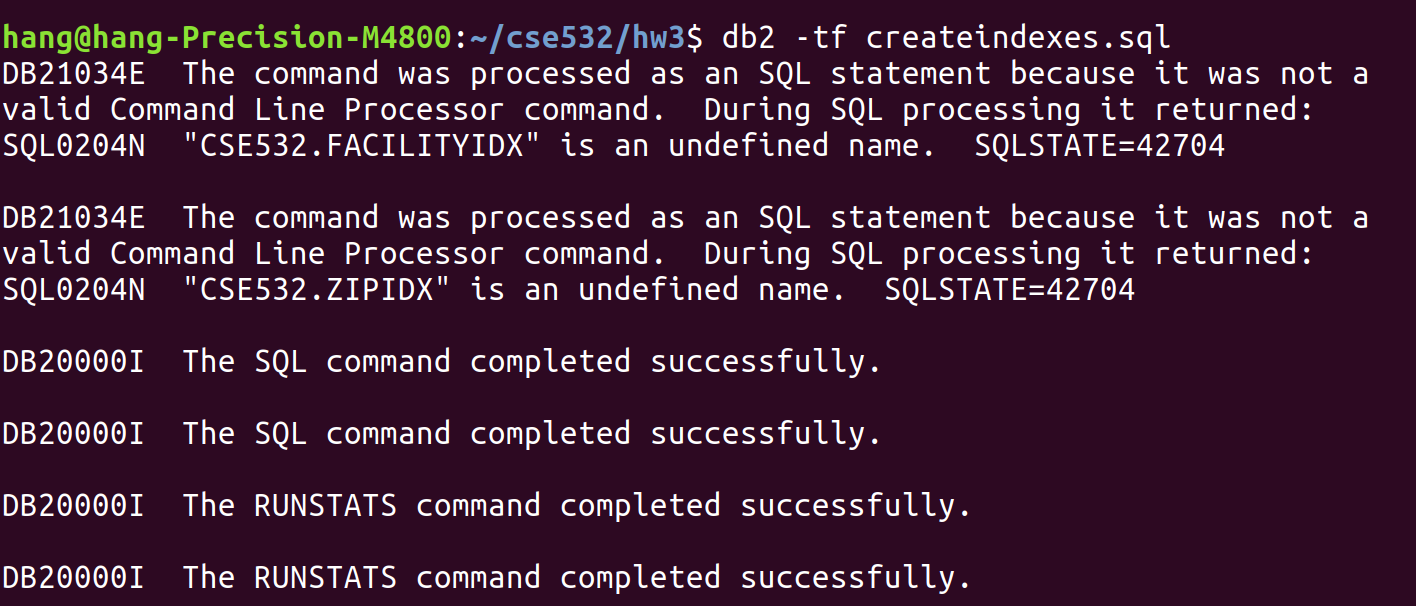 hang@hang-Precision-M4800:~/cse532/hw3$ db2 -tf createindexes.sql
DB21034E  The command was processed as an SQL statement because it was not a
valid Command Line Processor command.  During SQL processing it returned:
SQL0204N  "CSE532.FACILITYIDX" is an undefined name.  SQLSTATE=42704
DB21034E  The command was processed as an SQL statement because it was not a
valid Command Line Processor command.  During SQL processing it returned:
SQL0204N  "CSE532.ZIPIDX" is an undefined name.  SQLSTATE=42704
DB20000I  The SQL command completed successfully.
DB20000I  The SQL command completed successfully.
DB20000I  The RUNSTATS command completed successfully.
DB20000I  The RUNSTATS command completed successfully.